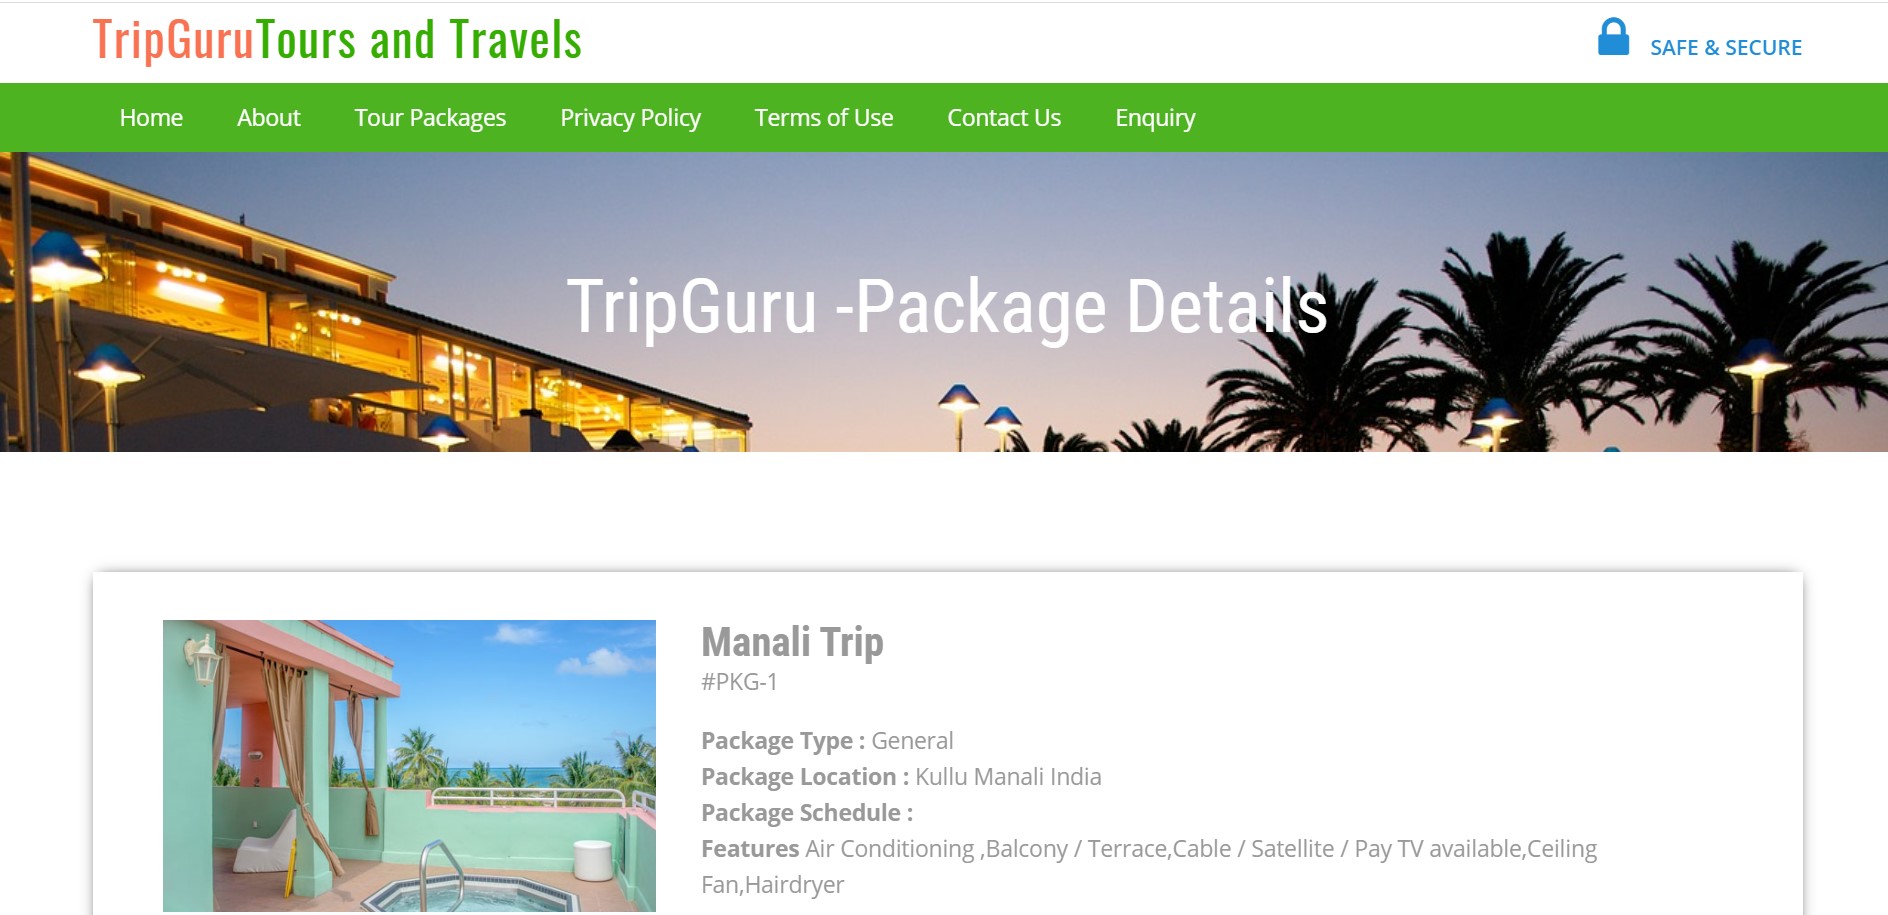 TripGuruTours and Travels
SAFE & SECURE
Home About Tour Packages Privacy Policy Terms of Use Contact Us Enquiry
TripGuru -Package Details
Manali Trip
#PKG-1
Package Type : General
Package Location : Kullu Manali India
Package Schedule :
Features Air Conditioning ,Balcony / Terrace,Cable / Satellite / Pay TV available,Ceiling
Fan,Hairdryer